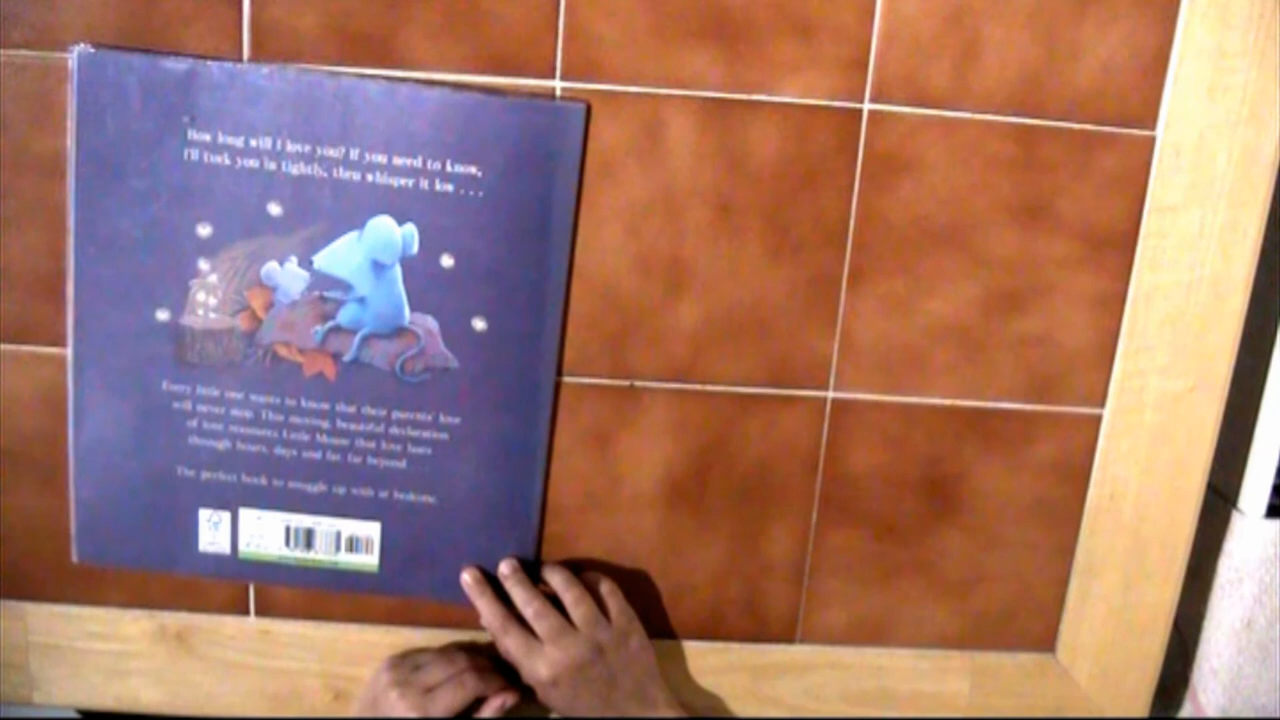 How long will I love you? If you need to know,
I'll tuck you in tightly, then whisper it low . . .
Every little one wants to know that their parents' love
will never stop. This moving, beautiful declaration
of love reassures Little Mouse that love lasts
through hours, days and far, far beyond
The perfect book to snuggle up with at bedtime.